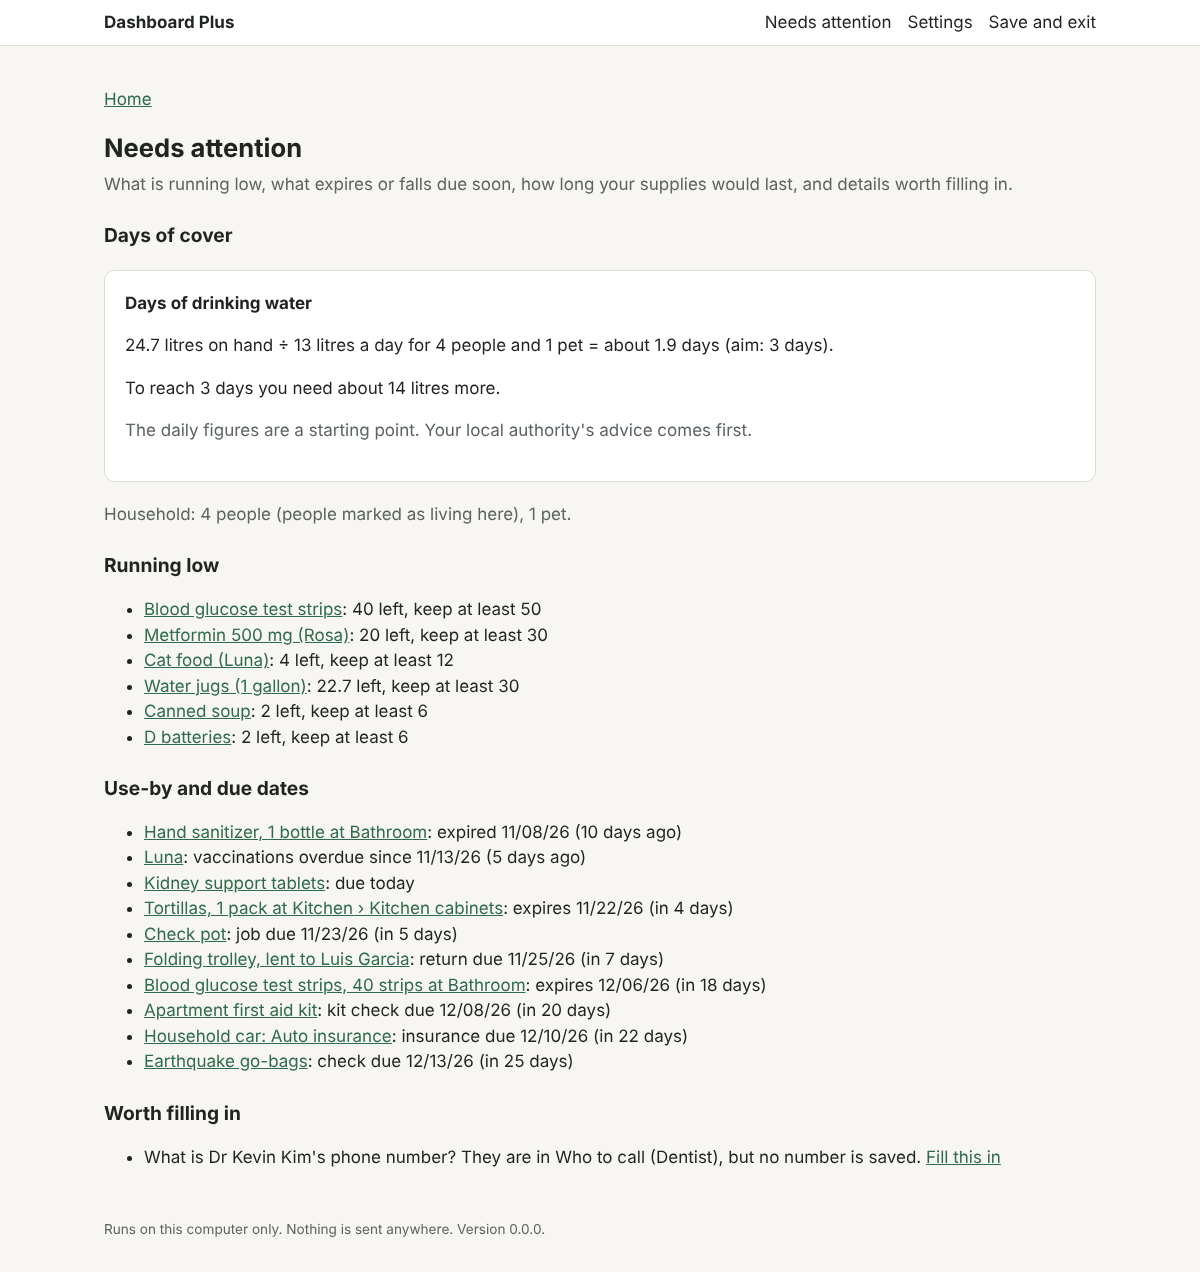 Dashboard Plus
Needs attention Settings Save and exit
Home
Needs attention
What is running low, what expires or falls due soon, how long your supplies would last, and details worth filling in.
Days of cover
Days of drinking water
24.7 litres on hand ÷ 13 litres a day for 4 people and 1 pet = about 1.9 days (aim: 3 days).
To reach 3 days you need about 14 litres more.
The daily figures are a starting point. Your local authority's advice comes first.
Household: 4 people (people marked as living here), 1 pet.
Running low
Blood glucose test strips: 40 left, keep at least 50
Metformin 500 mg (Rosa): 20 left, keep at least 30
Cat food (Luna): 4 left, keep at least 12
Water jugs (1 gallon): 22.7 left, keep at least 30
Canned soup: 2 left, keep at least 6
D batteries: 2 left, keep at least 6
Use-by and due dates
Hand sanitizer, 1 bottle at Bathroom: expired 11/08/26 (10 days ago)
Luna: vaccinations overdue since 11/13/26 (5 days ago)
Kidney support tablets: due today
Tortillas, 1 pack at Kitchen › Kitchen cabinets: expires 11/22/26 (in 4 days)
Check pot: job due 11/23/26 (in 5 days)
Folding trolley, lent to Luis Garcia: return due 11/25/26 (in 7 days)
Blood glucose test strips, 40 strips at Bathroom: expires 12/06/26 (in 18 days)
Apartment first aid kit: kit check due 12/08/26 (in 20 days)
Household car: Auto insurance: insurance due 12/10/26 (in 22 days)
Earthquake go-bags: check due 12/13/26 (in 25 days)
Worth filling in
What is Dr Kevin Kim's phone number? They are in Who to call (Dentist), but no number is saved. Fill this in
Runs on this computer only. Nothing is sent anywhere. Version 0.0.0.